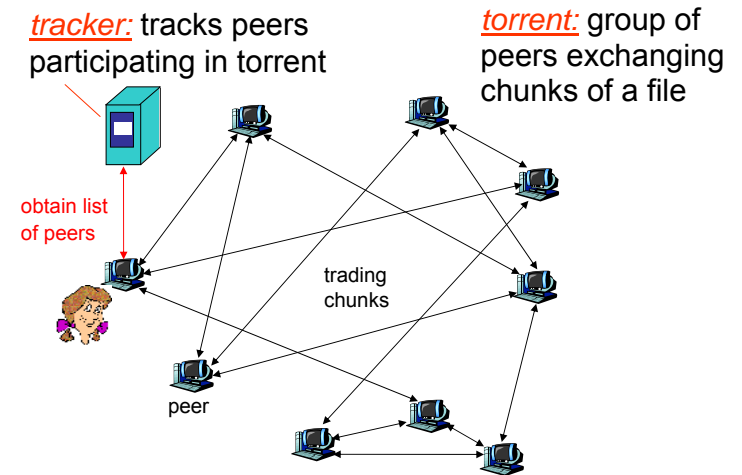 tracker: tracks peers
participating in torrent
torrent: group of
peers exchanging
chunks of a file
obtain list
of peers
trading
chunks
peer